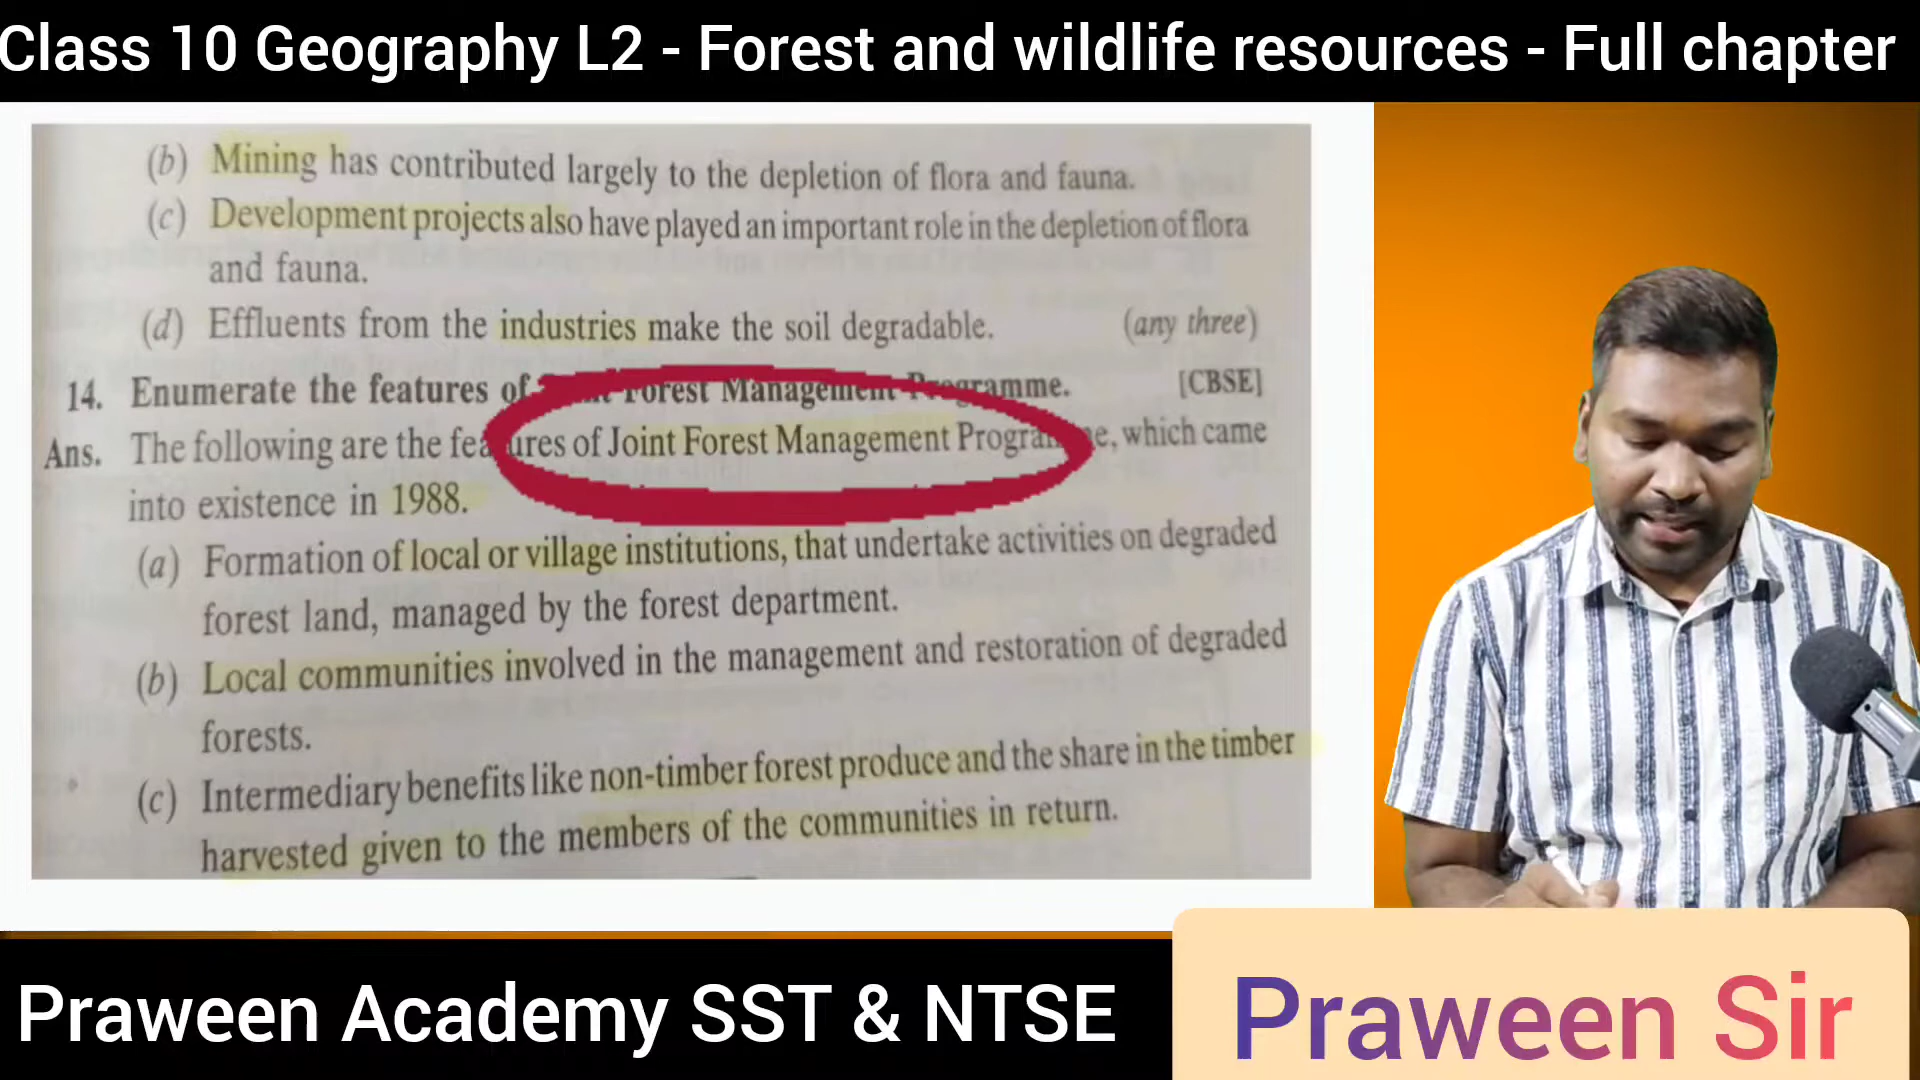 Class 10 Geography L2 - Forest and wildlife resources - Full chapter
(b) Mining has contributed largely to the depletion of flora and fauna.
(c) Development projects also have played an important role in the depletion of flora
and fauna.
(d) Effluents from the industries make the soil degradable. (any three)
14. Enumerate the features of Forest Management Programme. [CBSE]
Ans. The following are the features of Joint Forest Management Programme, which came
into existence in 1988.
(a) Formation of local or village institutions, that undertake activities on degraded
forest land, managed by the forest department.
(b) Local communities involved in the management and restoration of degraded
forests.
(c) Intermediary benefits like non-timber forest produce and the share in the timber
harvested given to the members of the communities in return.
Praween Academy SST & NTSE
Praween Sir